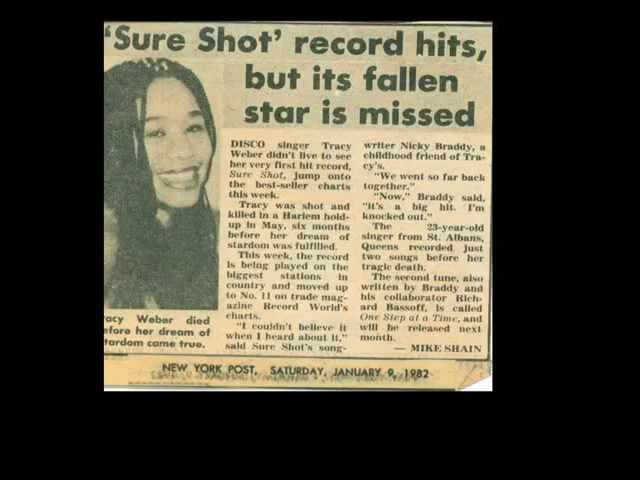 'Sure Shot' record hits,
but its fallen
star is missed
DISCO singer Tracy
Weber didn't live to see
her very first hit record,
Sure Shot, jump onto
the best-seller charts
this week.
Tracy was shot and
killed in a Harlem hold-
up in May, six months
before her dream of
stardom was fulfilled.
This week, the record
is being played on the
biggest stations in
country and moved up
to No. 11 on trade mag-
azine Record World's
charts.
"I couldn't believe it
when I heard about it,"
said Sure Shot's song-
writer Nicky Braddy, a
childhood friend of Tra-
cy's.
"We went so far back
together."
"Now," Braddy said,
"it's a big hit. I'm
knocked out."
The 23-year-old
singer from St. Albans,
Queens recorded just
two songs before her
tragic death.
The second tune, also
written by Braddy and
his collaborator Rich-
ard Bassoff, is called
One Step at a Time, and
will be released next
month.
— MIKE SHAIN
racy Weber died
efore her dream of
tardom came true.
NEW YORK POST, SATURDAY, JANUARY 9, 1982